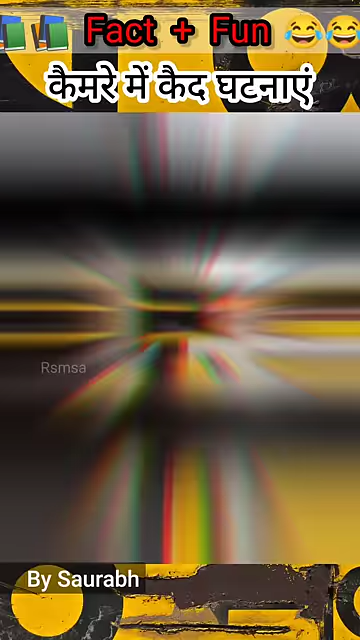 Fact + Fun
कैमरे में कैद घटनाएं
Rsmsa
By Saurabh